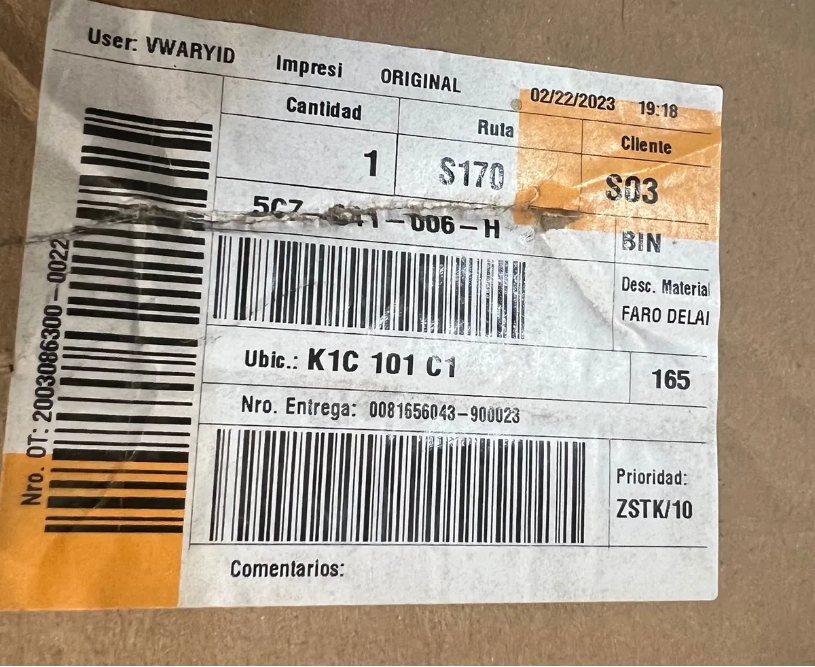 User: VWARYID Impresi ORIGINAL 02/22/2023 19:18
Cantidad Ruta Cliente
1 S170 S03
006-H BIN
Desc. Material
FARO DELAI
Ubic.: K1C 101 C1 165
Nro. Entrega: 0081656043-900023
Prioridad:
ZSTK/10
Comentarios:
Nro. OT: 2003086300-0022